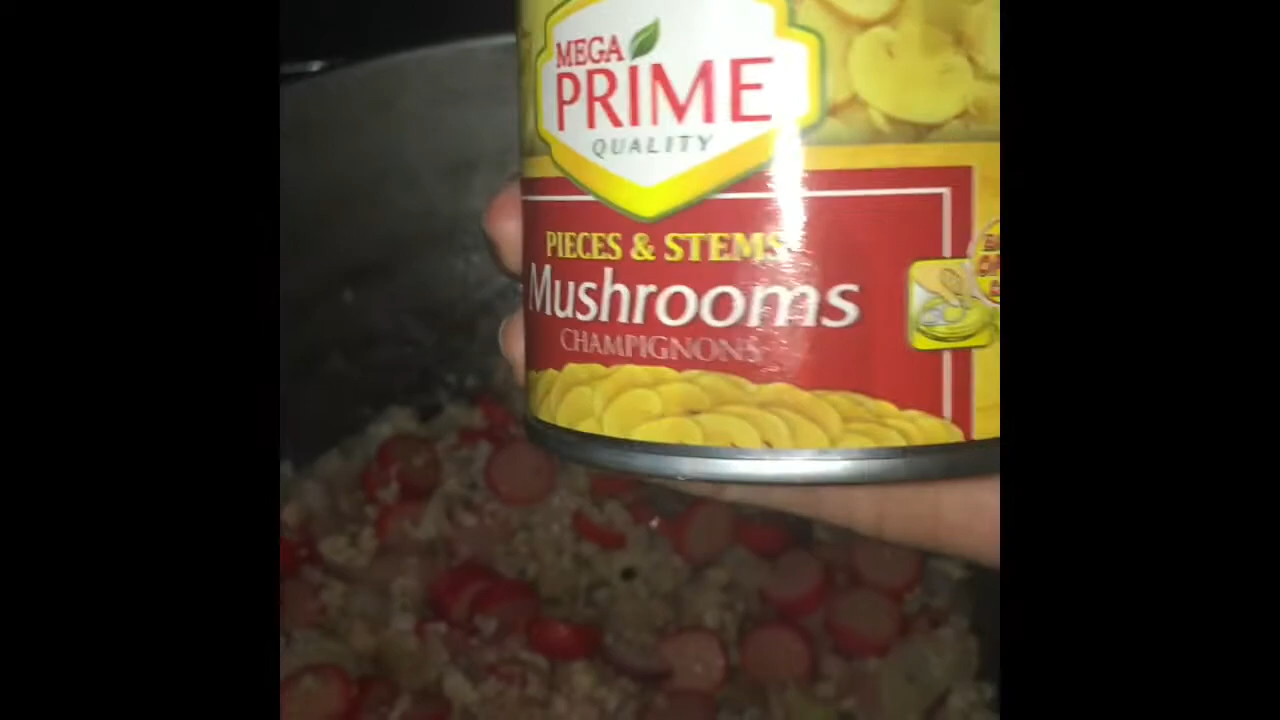 MEGA
PRIME
QUALITY
PIECES & STEMS
Mushrooms
CHAMPIGNONS